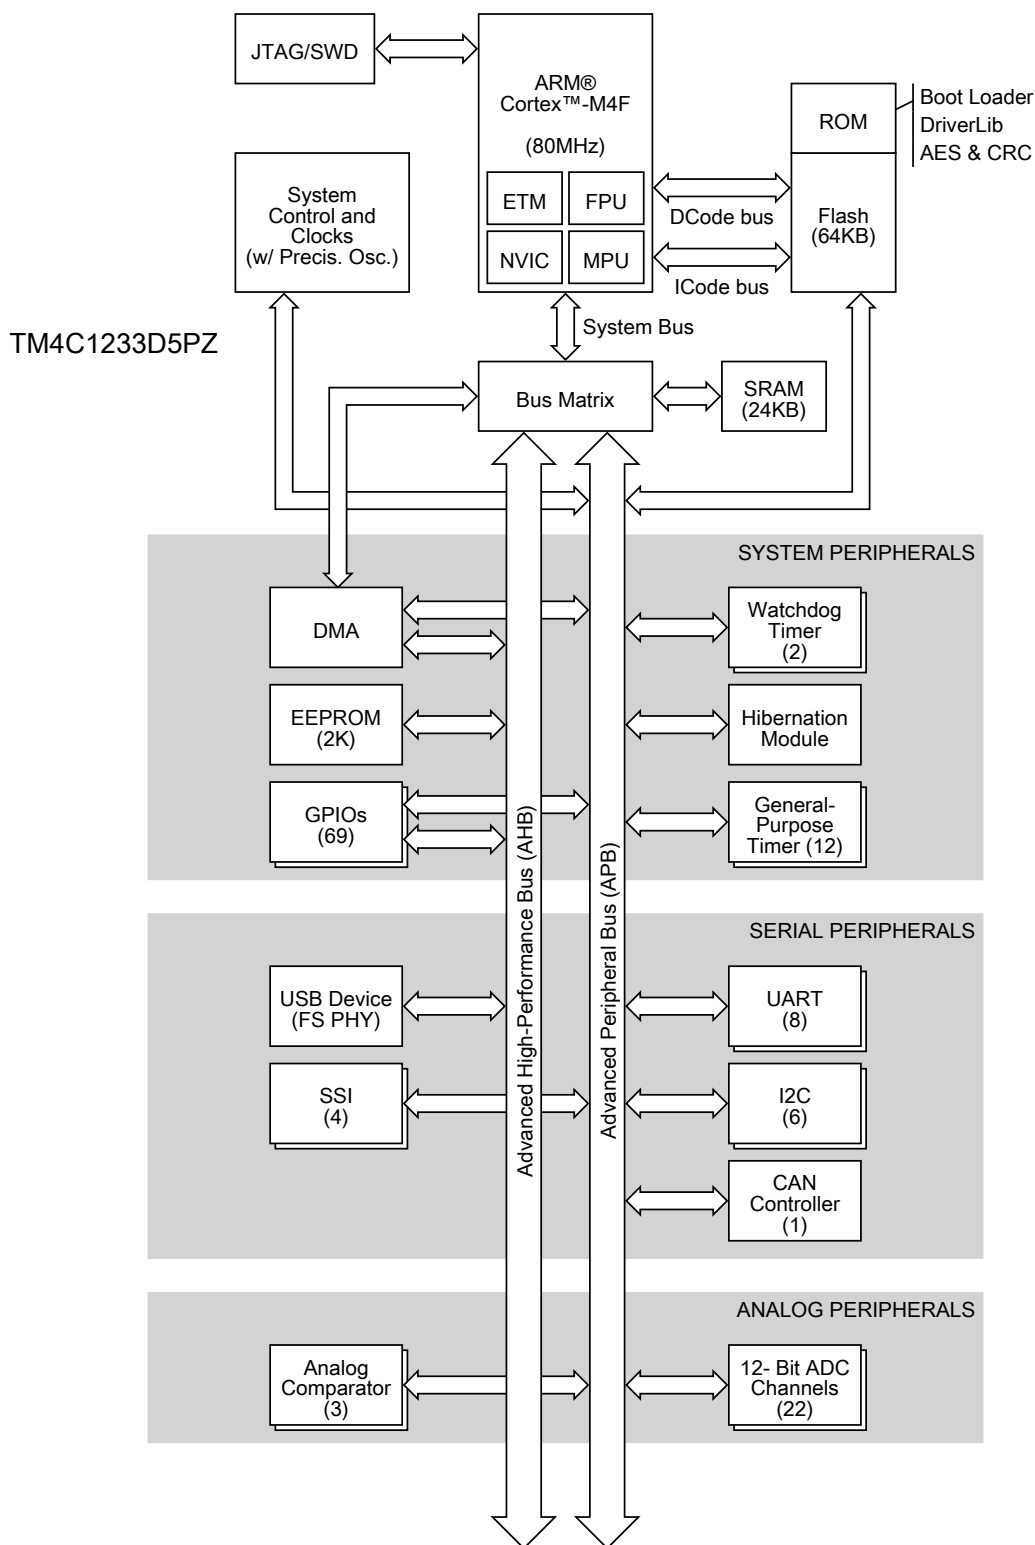 JTAG/SWD
ARM®
Cortex™-M4F
(80MHz)
ETM
FPU
NVIC
MPU
ROM
Boot Loader
DriverLib
AES & CRC
Flash
(64KB)
DCode bus
ICode bus
System
Control and
Clocks
(w/ Precis. Osc.)
System Bus
TM4C1233D5PZ
Bus Matrix
SRAM
(24KB)
SYSTEM PERIPHERALS
DMA
Watchdog
Timer
(2)
EEPROM
(2K)
Hibernation
Module
GPIOs
(69)
General-
Purpose
Timer (12)
Advanced High-Performance Bus (AHB)
Advanced Peripheral Bus (APB)
SERIAL PERIPHERALS
USB Device
(FS PHY)
UART
(8)
SSI
(4)
I2C
(6)
CAN
Controller
(1)
ANALOG PERIPHERALS
Analog
Comparator
(3)
12- Bit ADC
Channels
(22)